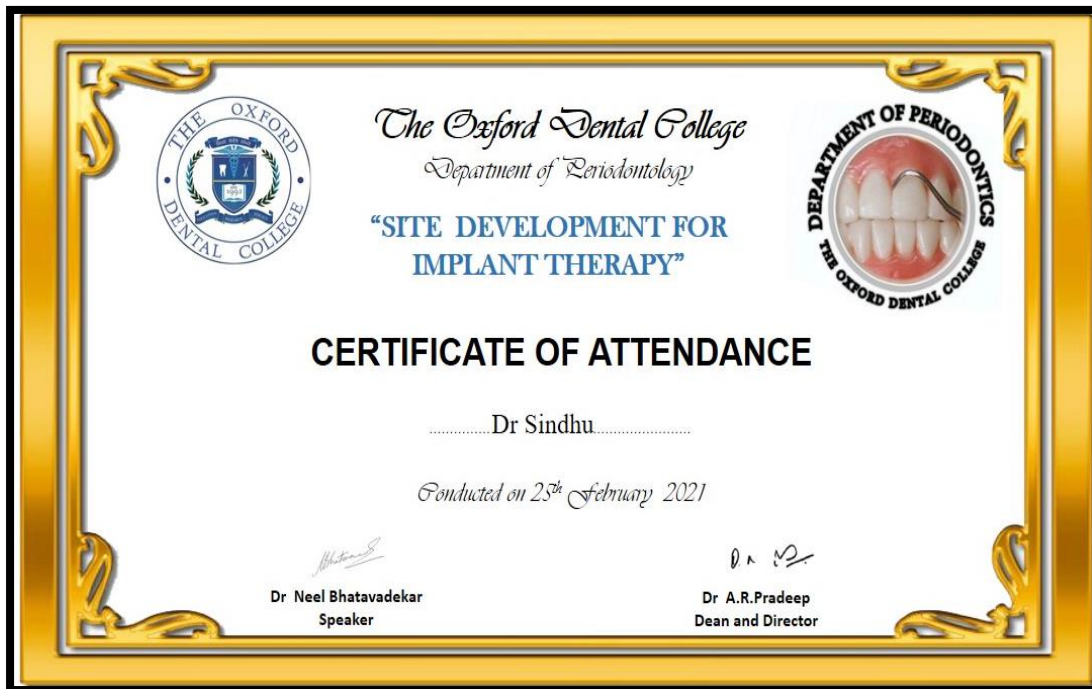 THE OXFORD DENTAL COLLEGE
The Oxford Dental College
Department of Periodontology
"SITE DEVELOPMENT FOR
IMPLANT THERAPY"
DEPARTMENT OF PERIODONTICS
THE OXFORD DENTAL COLLEGE
CERTIFICATE OF ATTENDANCE
...............Dr Sindhu........................
Conducted on 25th February 2021
Dr Neel Bhatavadekar
Speaker
Dr A.R.Pradeep
Dean and Director